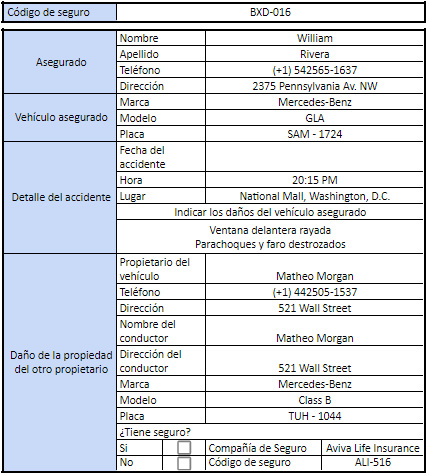 Código de seguro BXD-016
Asegurado
Nombre William
Apellido Rivera
Teléfono (+1) 542565-1637
Dirección 2375 Pennsylvania Av. NW
Vehículo asegurado
Marca Mercedes-Benz
Modelo GLA
Placa SAM - 1724
Detalle del accidente
Fecha del
accidente
Hora 20:15 PM
Lugar National Mall, Washington, D.C.
Indicar los daños del vehículo asegurado
Ventana delantera rayada
Parachoques y faro destrozados
Daño de la propiedad
del otro propietario
Propietario del
vehículo Matheo Morgan
Teléfono (+1) 442505-1537
Dirección 521 Wall Street
Nombre del
conductor Matheo Morgan
Dirección del
conductor 521 Wall Street
Marca Mercedes-Benz
Modelo Class B
Placa TUH - 1044
¿Tiene seguro?
Si Compañía de Seguro Aviva Life Insurance
No Código de seguro ALI-516